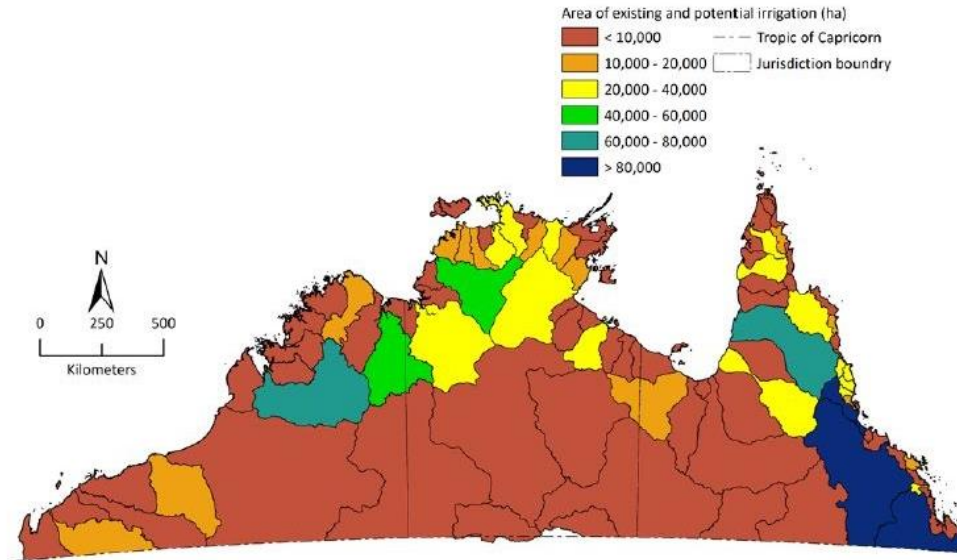 Area of existing and potential irrigation (ha)
< 10,000
Tropic of Capricorn
10,000 - 20,000
Jurisdiction boundry
20,000 - 40,000
40,000 - 60,000
60,000 - 80,000
> 80,000
N
0 250 500
Kilometers